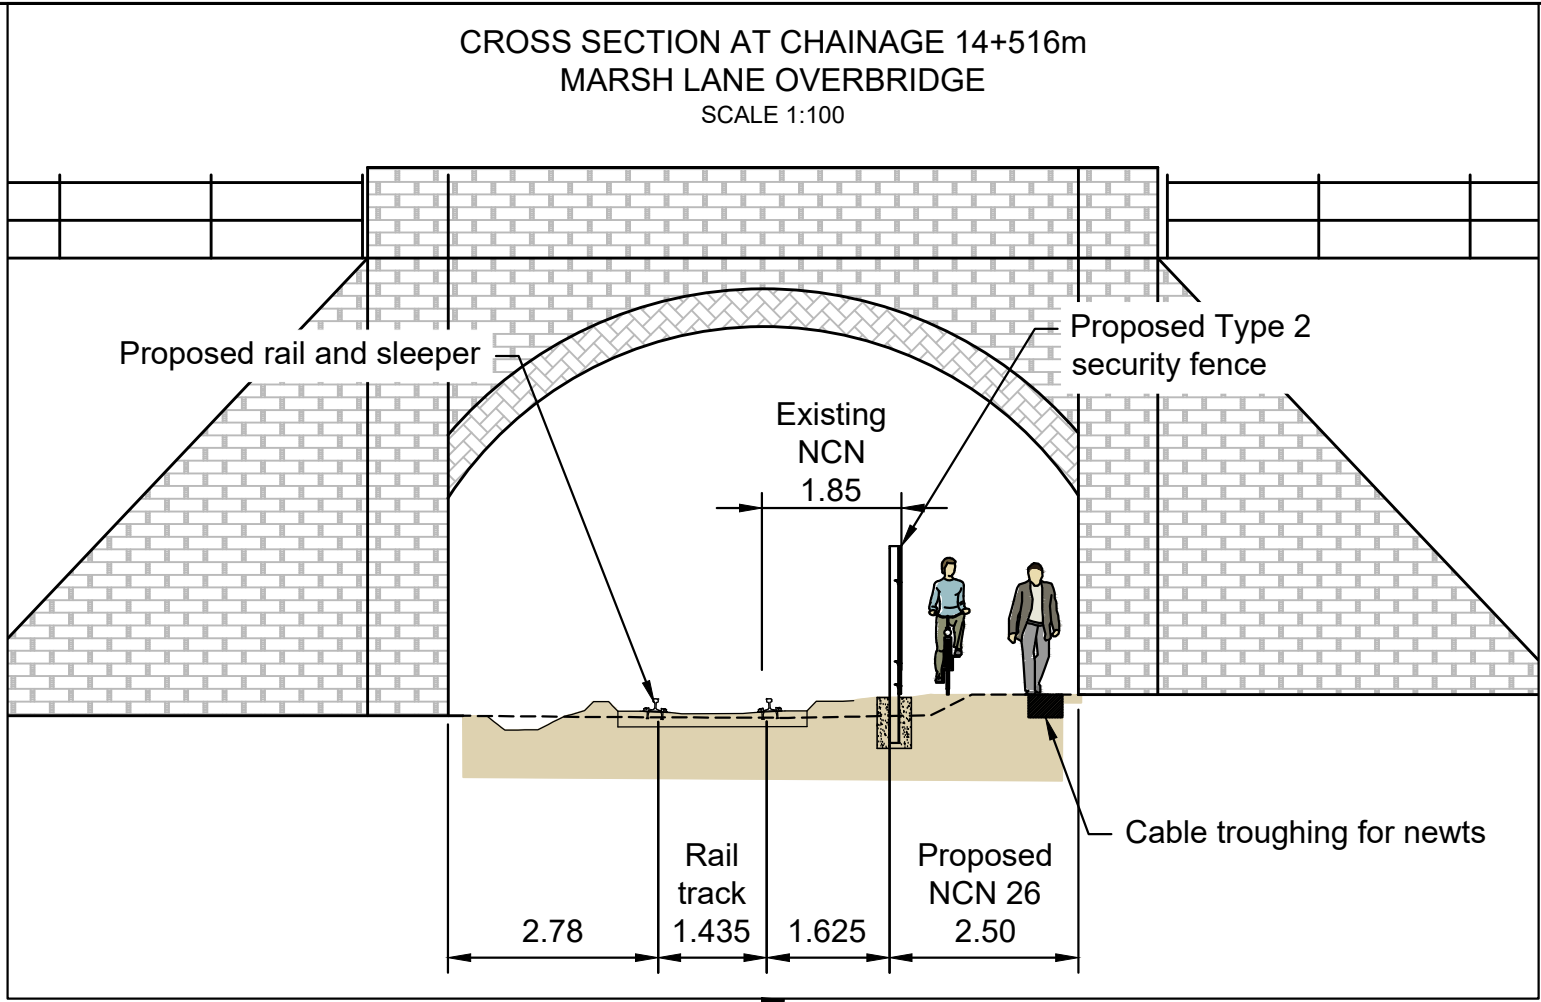 CROSS SECTION AT CHAINAGE 14+516m
MARSH LANE OVERBRIDGE
SCALE 1:100
Proposed rail and sleeper
Proposed Type 2
security fence
Existing
NCN
1.85
Cable troughing for newts
2.78
Rail
track
1.435
1.625
Proposed
NCN 26
2.50